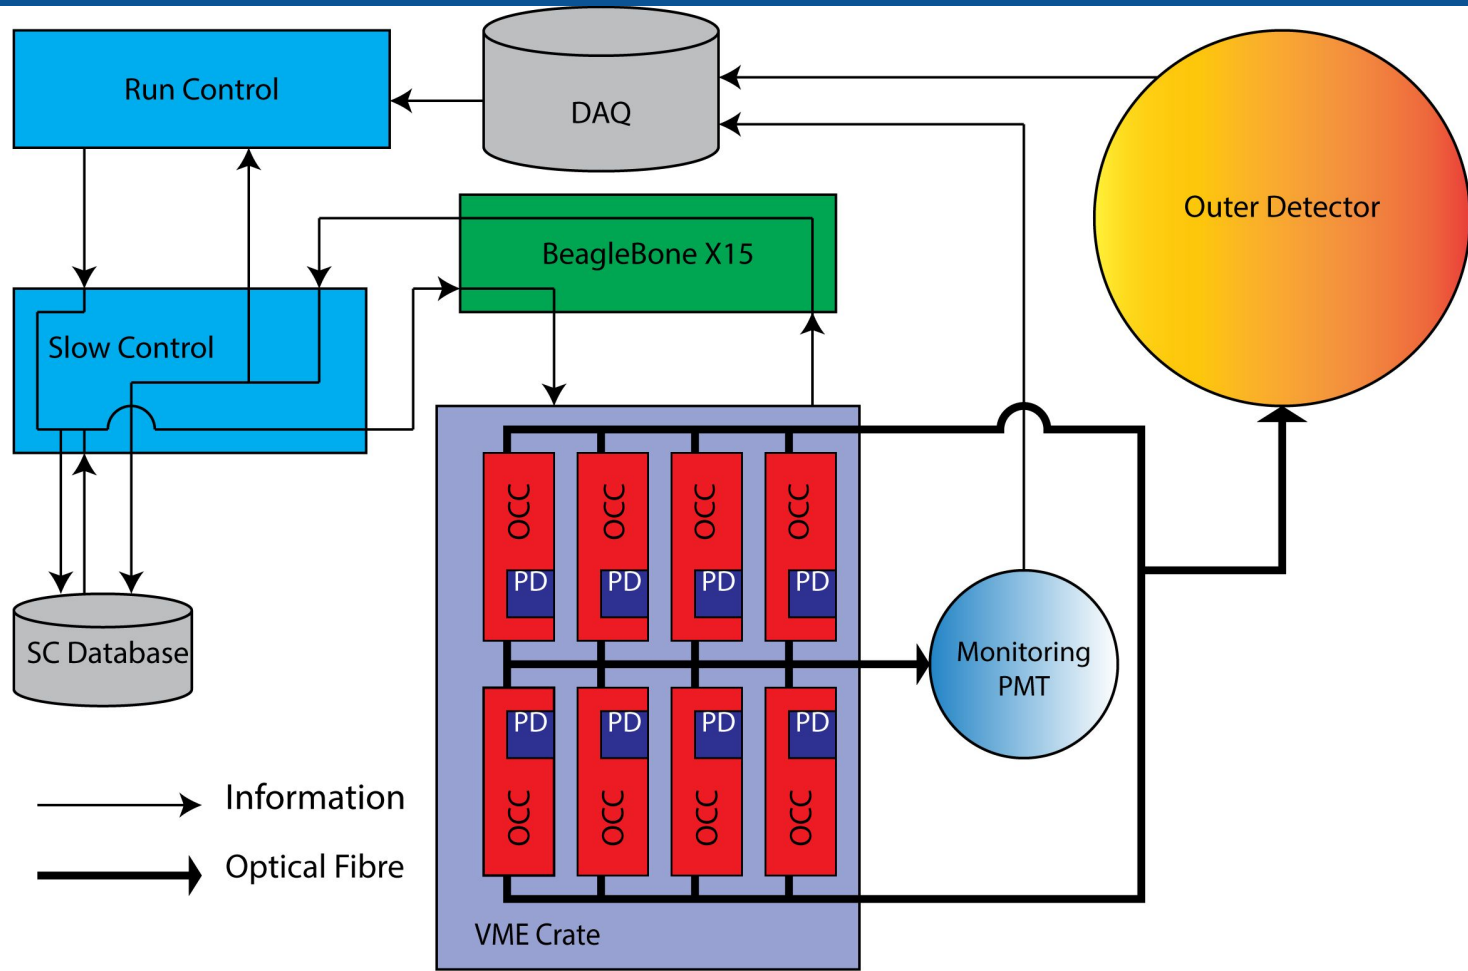 Run Control
DAQ
Outer Detector
BeagleBone X15
Slow Control
OCC
OCC
OCC
OCC
PD
PD
PD
PD
SC Database
Monitoring
PMT
PD
PD
PD
PD
OCC
OCC
OCC
OCC
Information
Optical Fibre
VME Crate